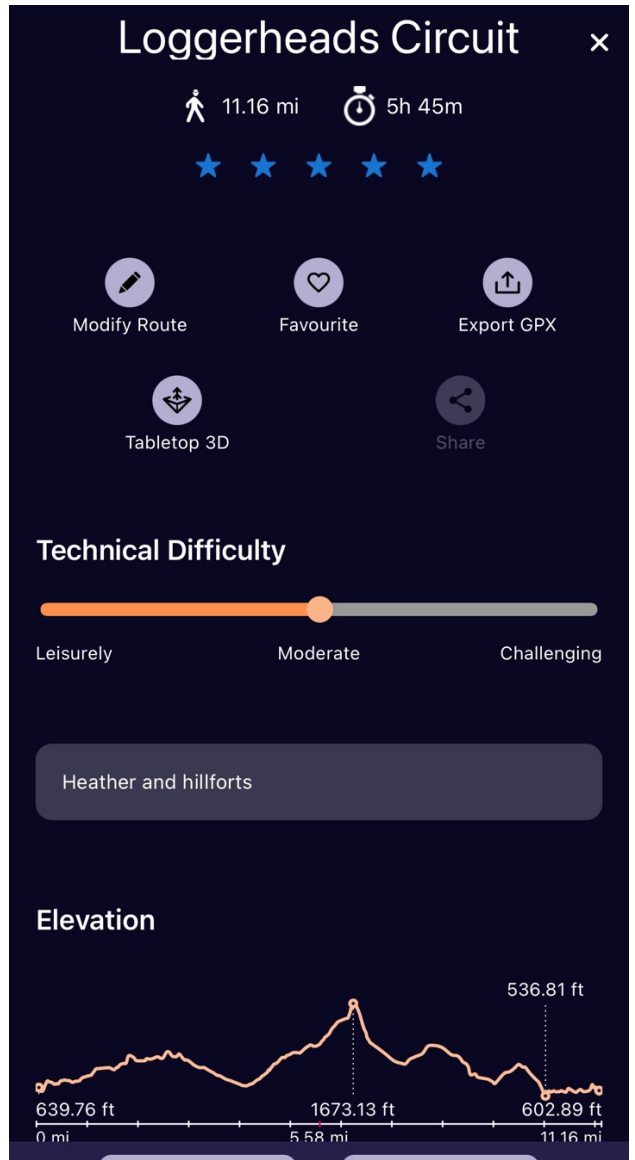 Loggerheads Circuit
11.16 mi 5h 45m
Modify Route Favourite Export GPX
Tabletop 3D Share
Technical Difficulty
Leisurely Moderate Challenging
Heather and hillforts
Elevation
536.81 ft
639.76 ft 1673.13 ft 602.89 ft
0 mi 5.58 mi 11.16 mi